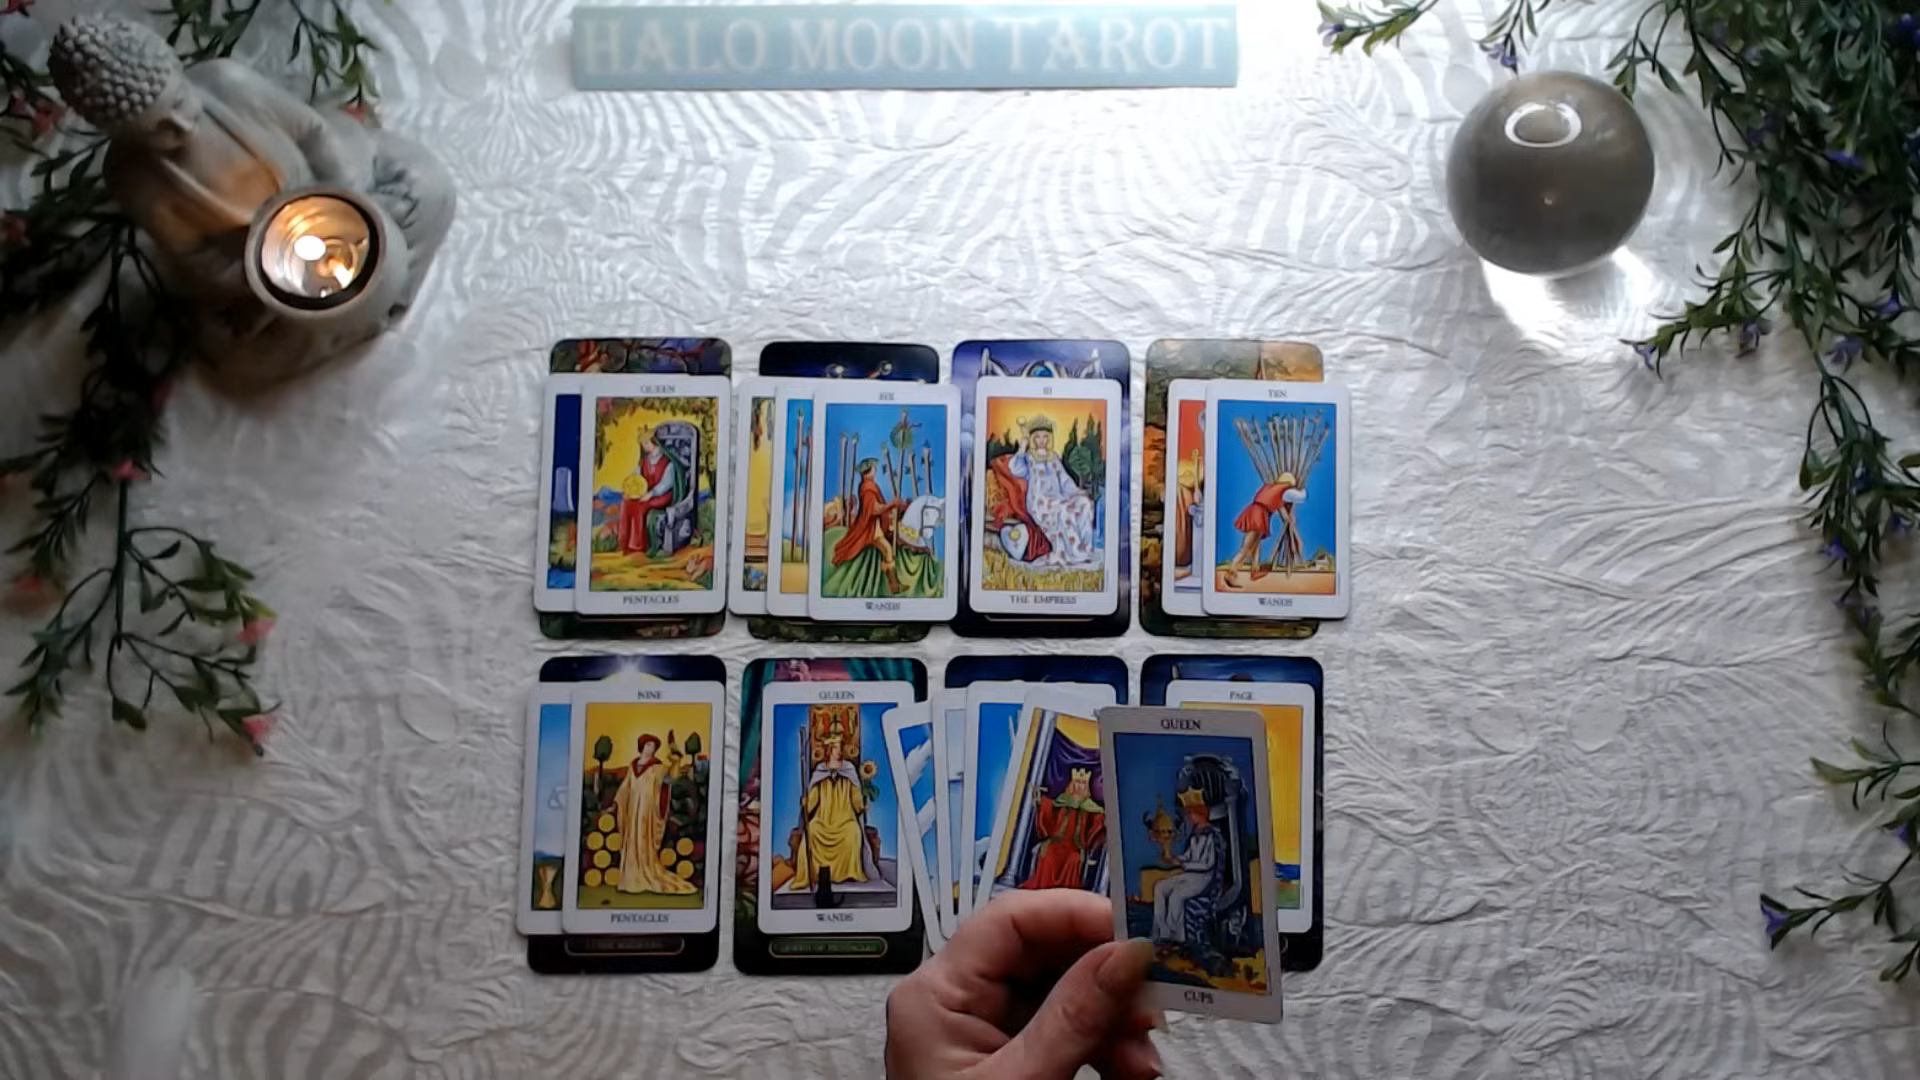 HALO MOON TAROT
QUEEN
PENTACLES
SIX
WANDS
III
THE EMPRESS
TEN
WANDS
NINE
PENTACLES
QUEEN
WANDS
QUEEN OF PENTACLES
QUEEN
CUPS
PAGE